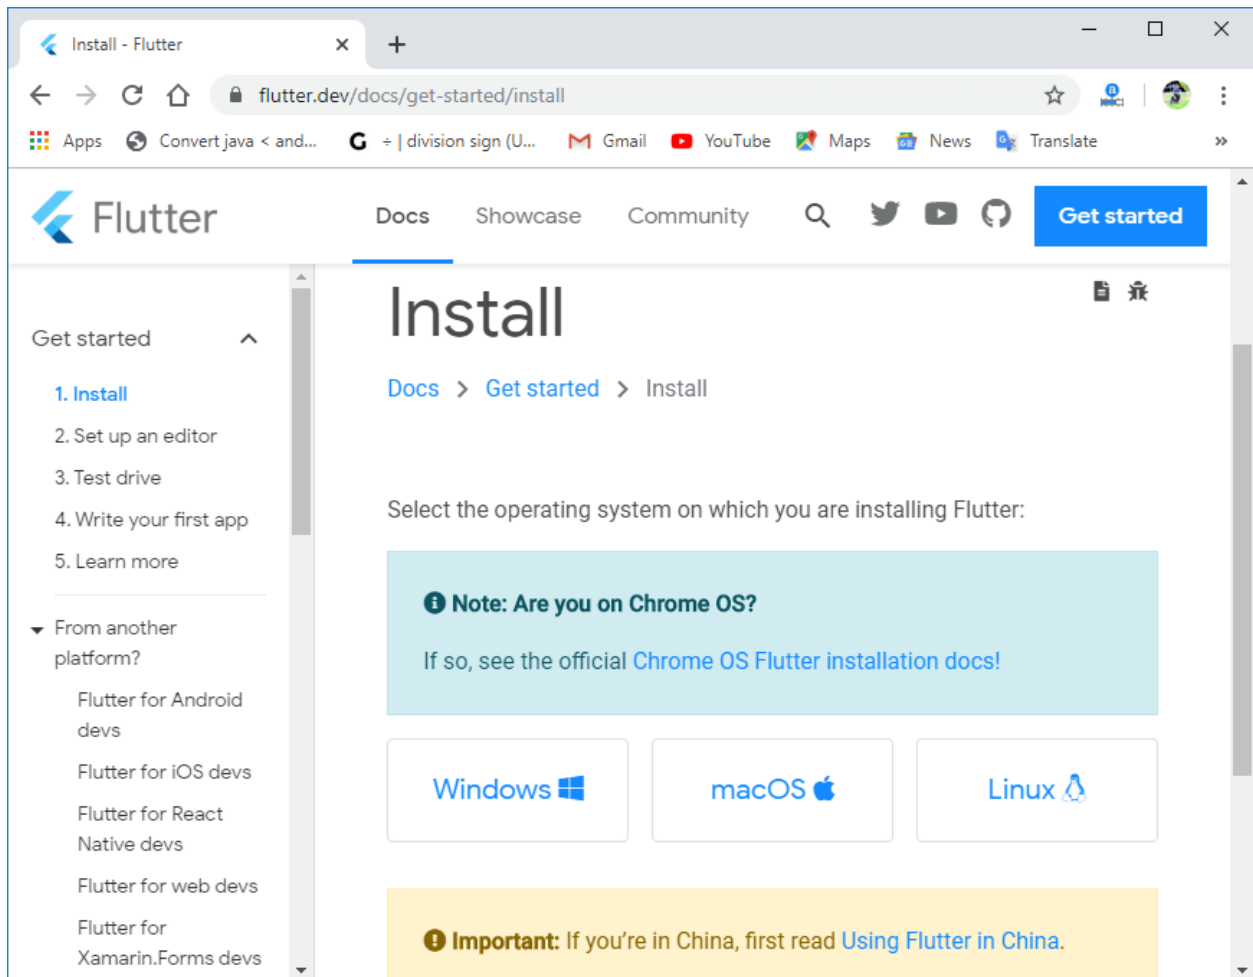 Install - Flutter
flutter.dev/docs/get-started/install
Apps
Convert java < and...
G
÷ | division sign (U...
Gmail
YouTube
Maps
News
Translate
»
Flutter
Docs
Showcase
Community
Get started
Get started
1. Install
2. Set up an editor
3. Test drive
4. Write your first app
5. Learn more
From another
platform?
Flutter for Android
devs
Flutter for iOS devs
Flutter for React
Native devs
Flutter for web devs
Flutter for
Xamarin.Forms devs
Install
Docs > Get started > Install
Select the operating system on which you are installing Flutter:
Note: Are you on Chrome OS?
If so, see the official Chrome OS Flutter installation docs!
Windows
macOS
Linux
Important: If you’re in China, first read Using Flutter in China.